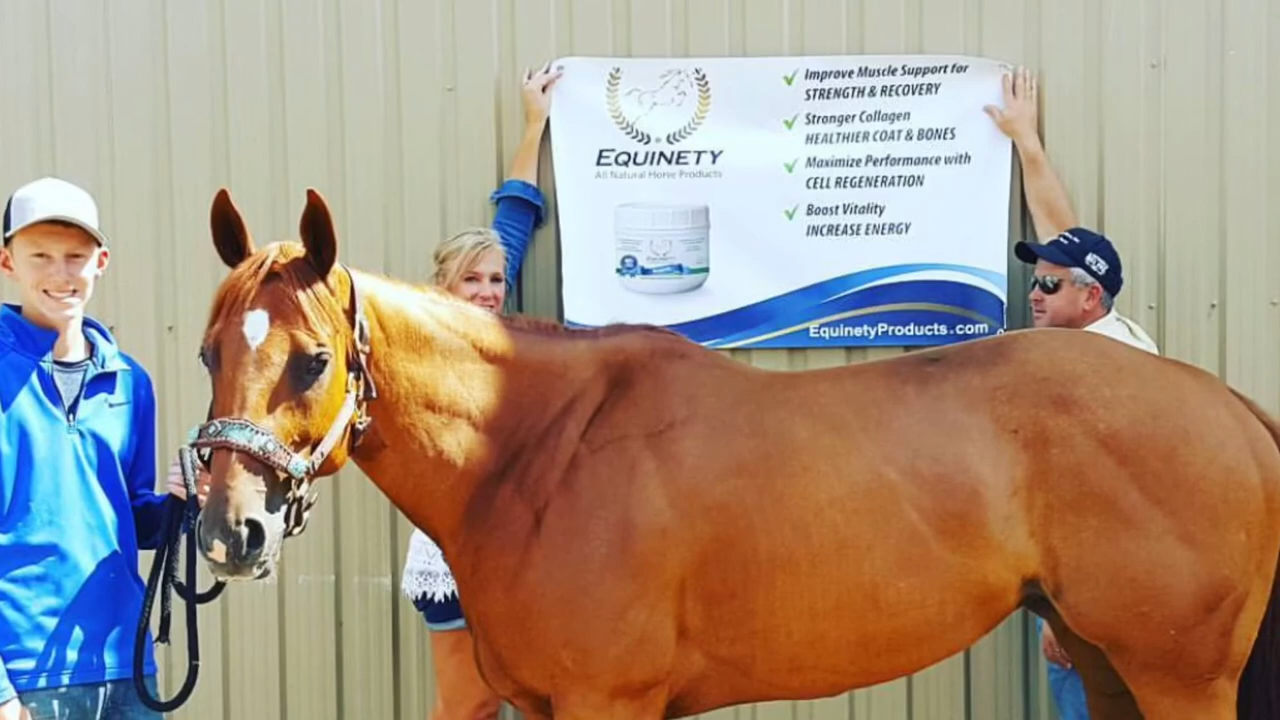 EQUINETY
All Natural Horse Products
Improve Muscle Support for
STRENGTH & RECOVERY
Stronger Collagen
HEALTHIER COAT & BONES
Maximize Performance with
CELL REGENERATION
Boost Vitality
INCREASE ENERGY
EquinetyProducts.com